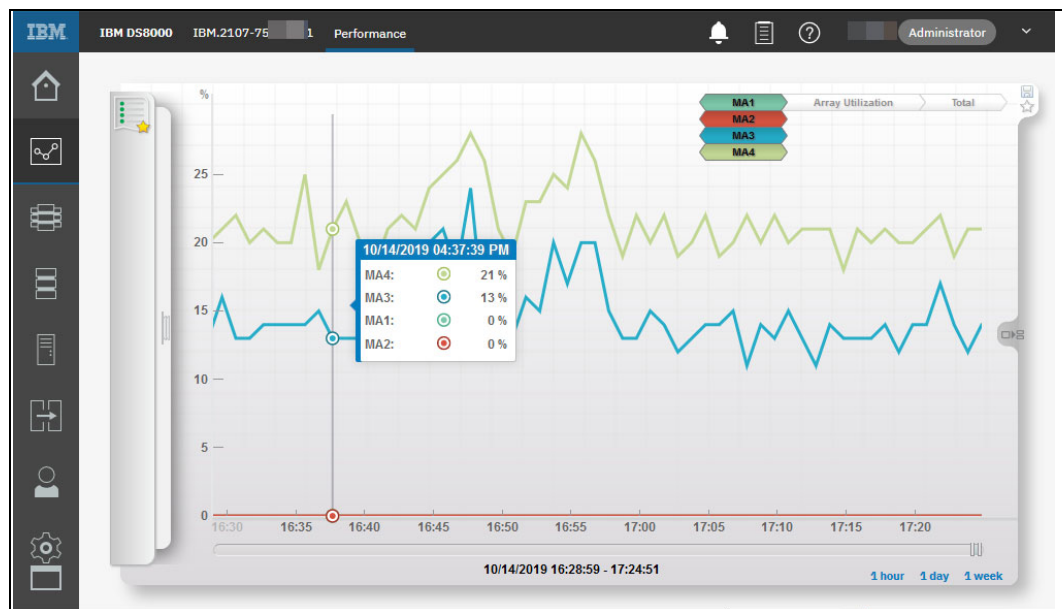 IBM IBM DS8000 IBM.2107-75 1 Performance Administrator
%
MA1 Array Utilization Total
MA2
MA3
MA4
25
20
10/14/2019 04:37:39 PM
MA4: 21 %
MA3: 13 %
MA1: 0 %
MA2: 0 %
15
10
5
0
16:30 16:35 16:40 16:45 16:50 16:55 17:00 17:05 17:10 17:15 17:20
10/14/2019 16:28:59 - 17:24:51
1 hour 1 day 1 week